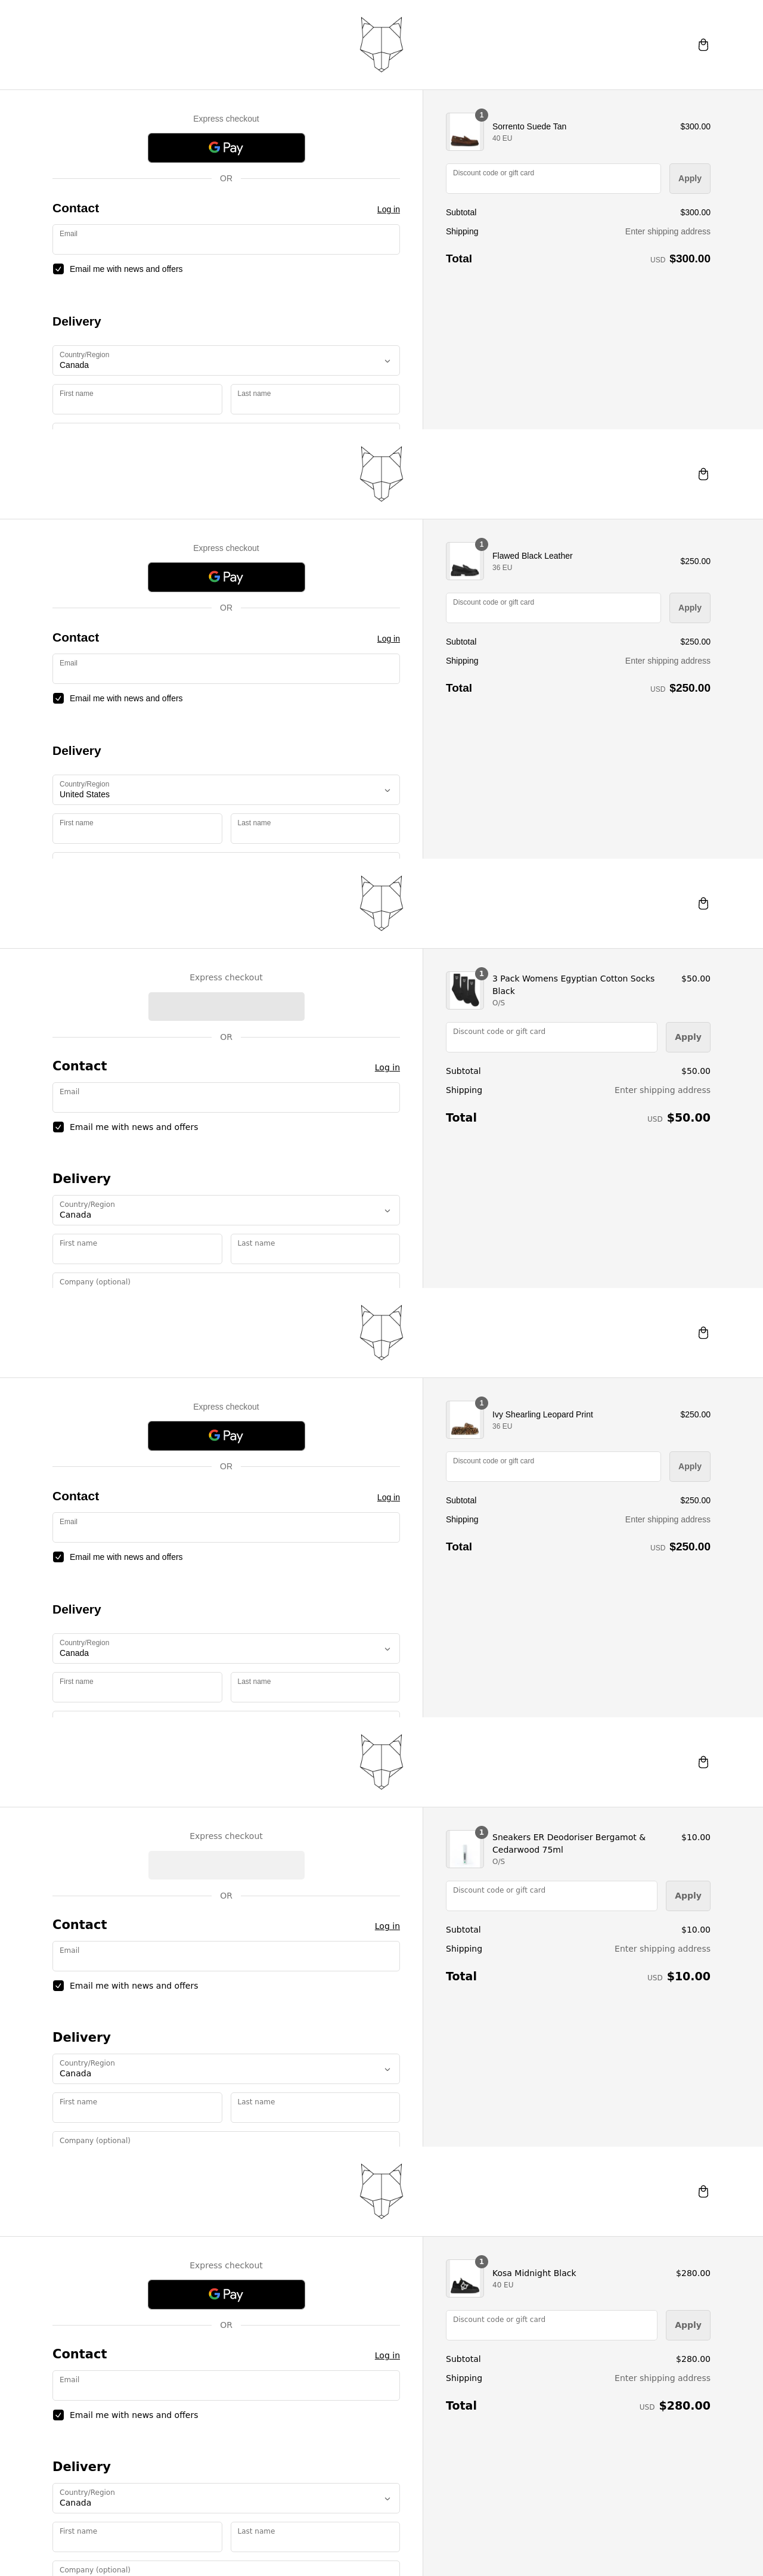 Express checkout
G Pay
OR
Contact
Log in
Email
Email me with news and offers
Delivery
Country/Region
Canada
First name
Last name
1
Sorrento Suede Tan
40 EU
$300.00
Discount code or gift card
Apply
Subtotal
$300.00
Shipping
Enter shipping address
Total
USD $300.00
Express checkout
G Pay
OR
Contact
Log in
Email
Email me with news and offers
Delivery
Country/Region
United States
First name
Last name
1
Flawed Black Leather
36 EU
$250.00
Discount code or gift card
Apply
Subtotal
$250.00
Shipping
Enter shipping address
Total
USD $250.00
Express checkout
OR
Contact
Log in
Email
Email me with news and offers
Delivery
Country/Region
Canada
First name
Last name
Company (optional)
1
3 Pack Womens Egyptian Cotton Socks
Black
O/S
$50.00
Discount code or gift card
Apply
Subtotal
$50.00
Shipping
Enter shipping address
Total
USD $50.00
Express checkout
G Pay
OR
Contact
Log in
Email
Email me with news and offers
Delivery
Country/Region
Canada
First name
Last name
1
Ivy Shearling Leopard Print
36 EU
$250.00
Discount code or gift card
Apply
Subtotal
$250.00
Shipping
Enter shipping address
Total
USD $250.00
Express checkout
OR
Contact
Log in
Email
Email me with news and offers
Delivery
Country/Region
Canada
First name
Last name
Company (optional)
1
Sneakers ER Deodoriser Bergamot &
Cedarwood 75ml
O/S
$10.00
Discount code or gift card
Apply
Subtotal
$10.00
Shipping
Enter shipping address
Total
USD $10.00
Express checkout
G Pay
OR
Contact
Log in
Email
Email me with news and offers
Delivery
Country/Region
Canada
First name
Last name
Company (optional)
1
Kosa Midnight Black
40 EU
$280.00
Discount code or gift card
Apply
Subtotal
$280.00
Shipping
Enter shipping address
Total
USD $280.00